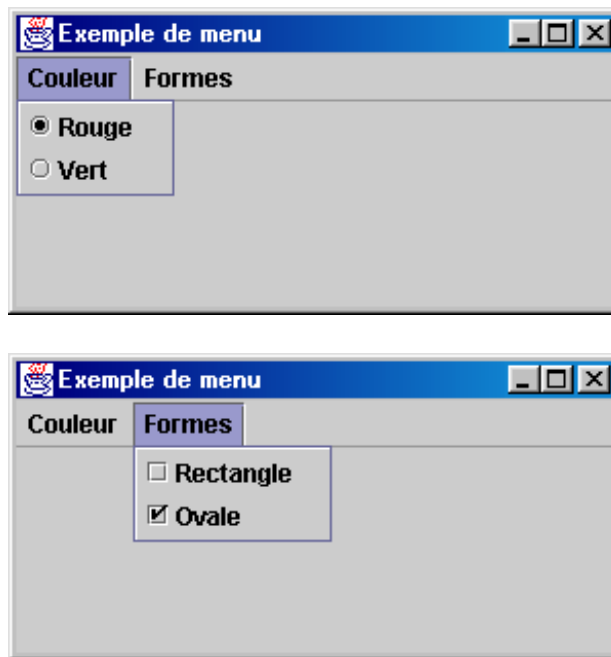 Exemple de menu
Couleur Formes
Rouge
Vert
Exemple de menu
Couleur Formes
Rectangle
Ovale